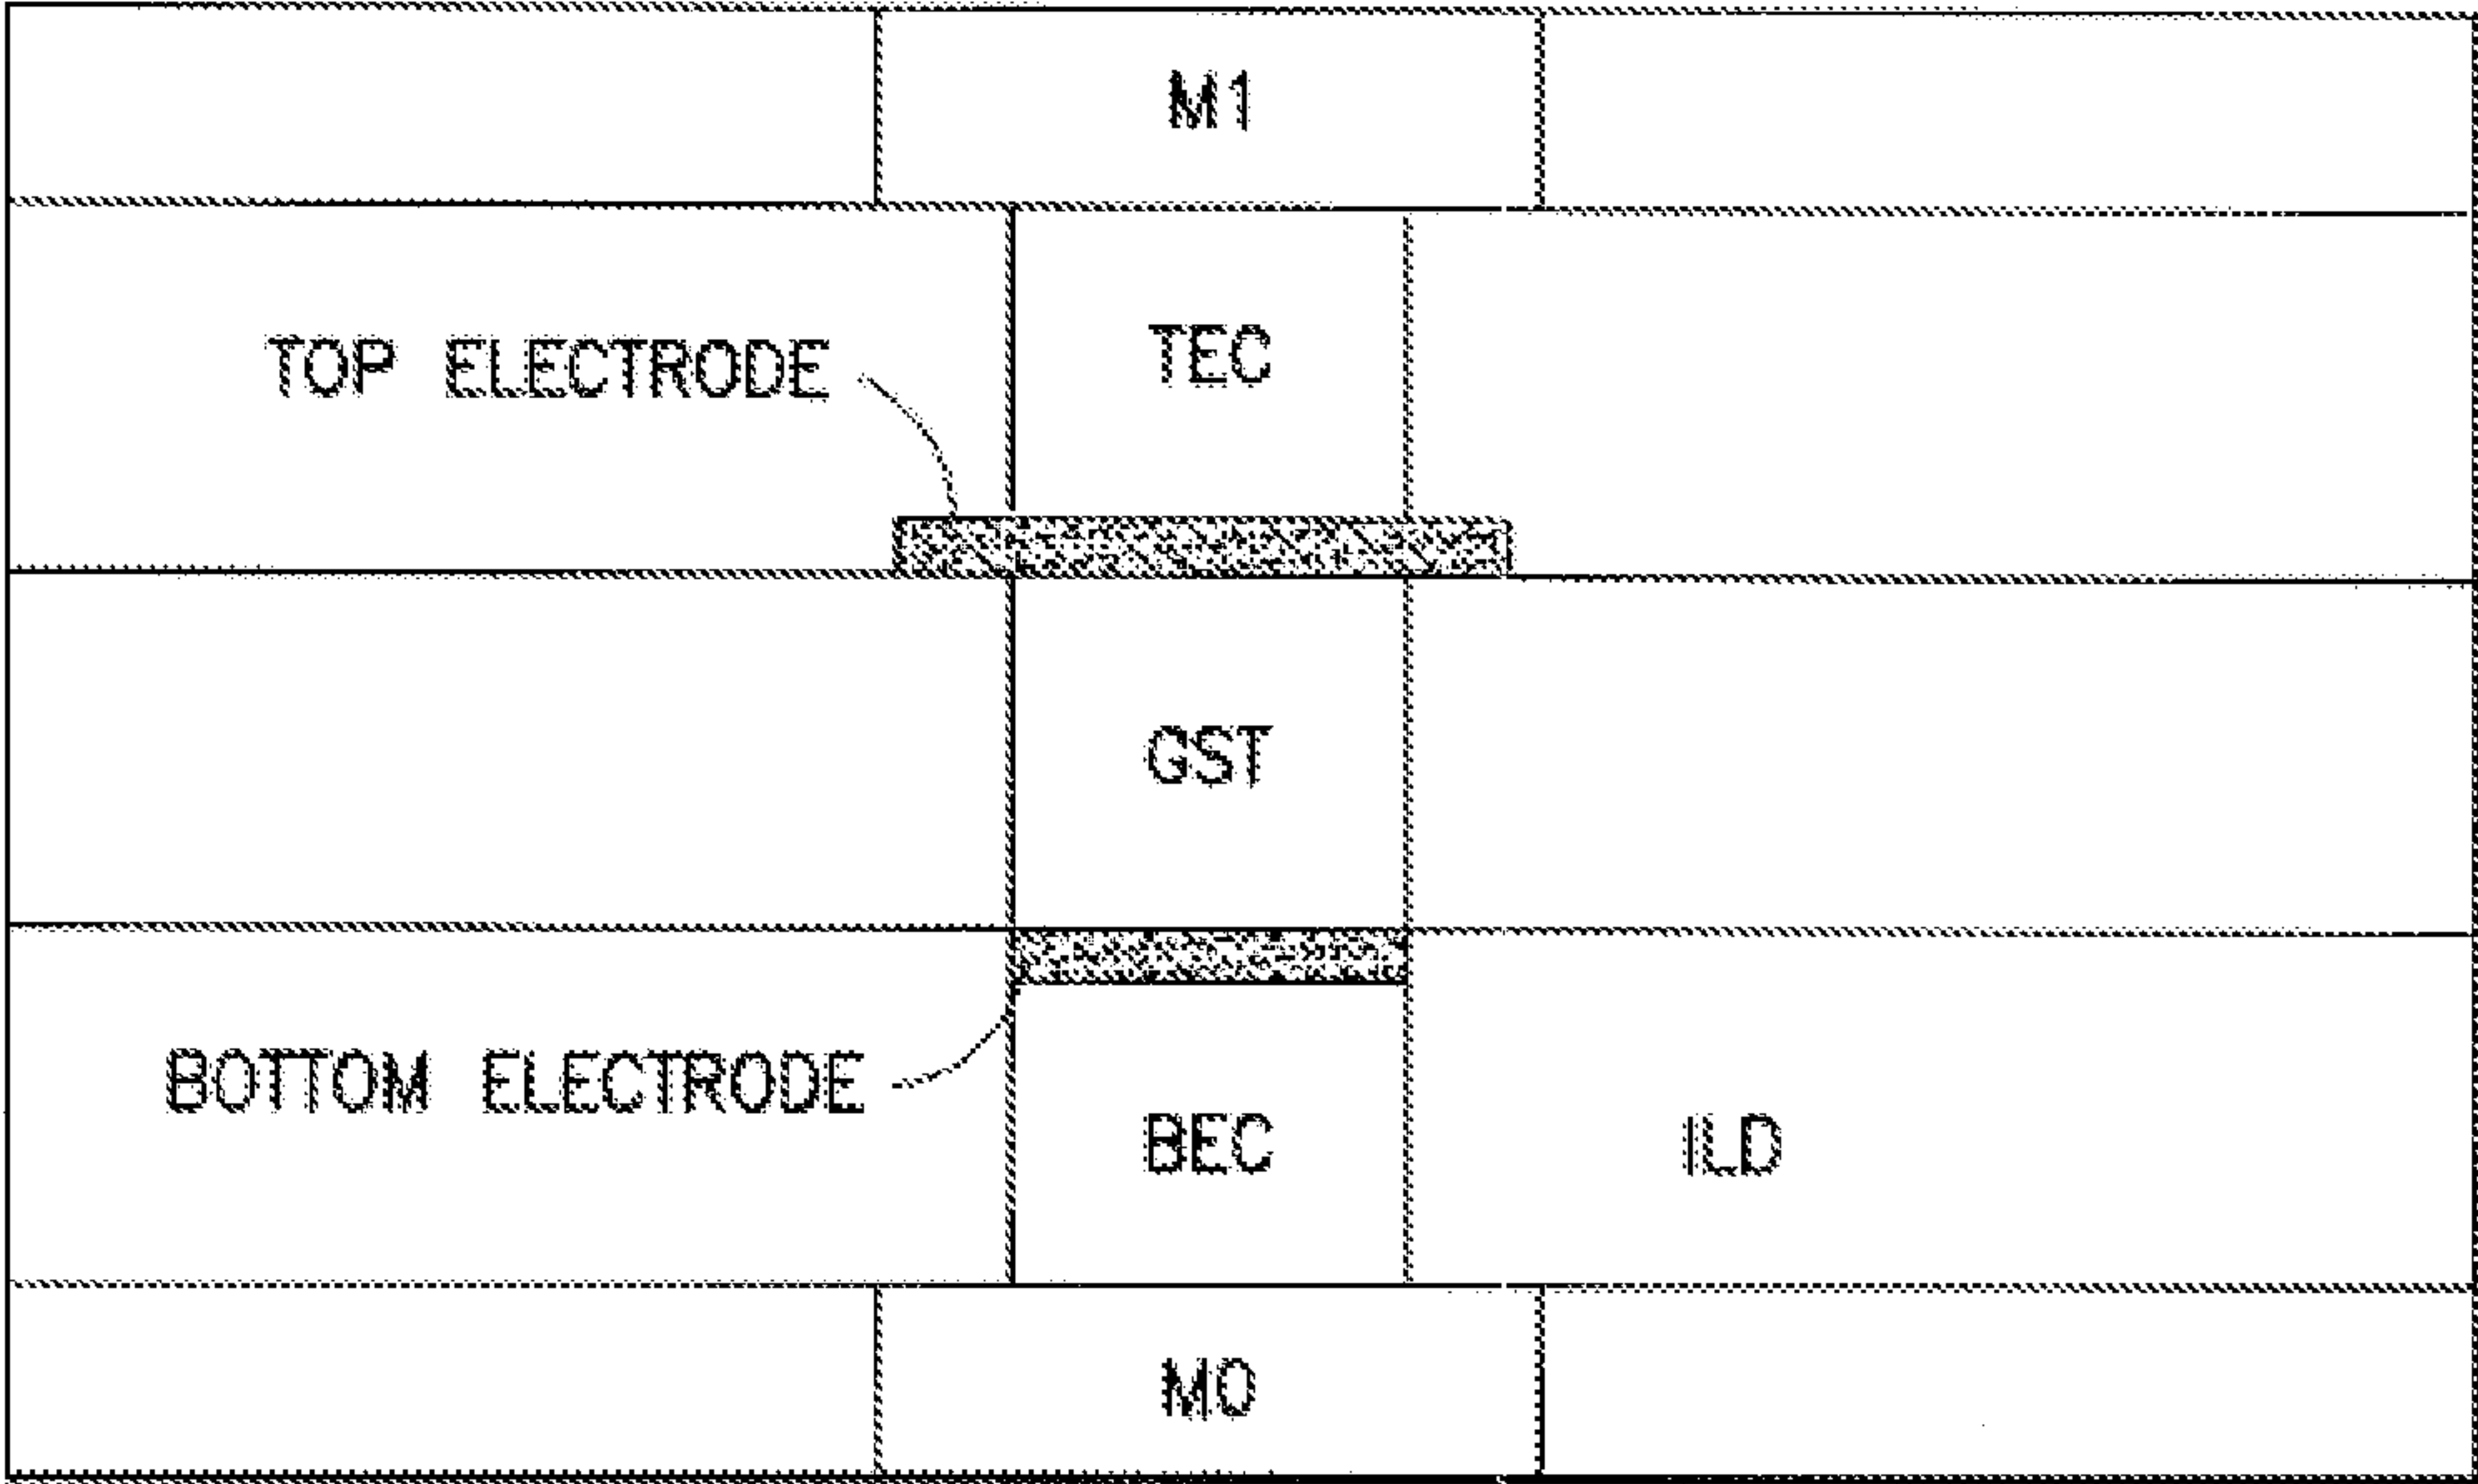 M1
TOP ELECTRODE
TEC
GST
BOTTOM ELECTRODE
BEC
ILD
M0